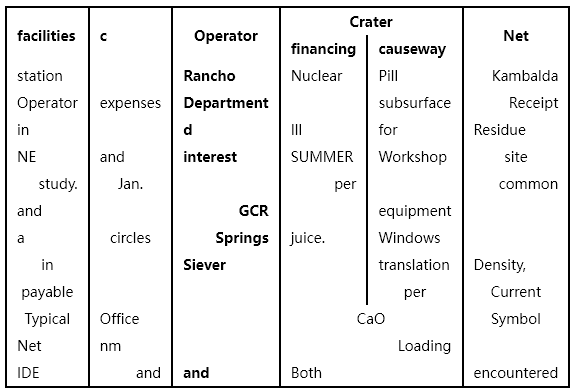 facilities c Operator Crater Net
financing causeway
station Rancho Nuclear Pill Kambalda
Operator expenses Department subsurface Receipt
in d III for Residue
NE and interest SUMMER Workshop site
study. Jan. per common
and GCR equipment
a circles Springs juice. Windows
in Siever translation Density,
payable per Current
Typical Office CaO Symbol
Net nm Loading
IDE and and Both encountered